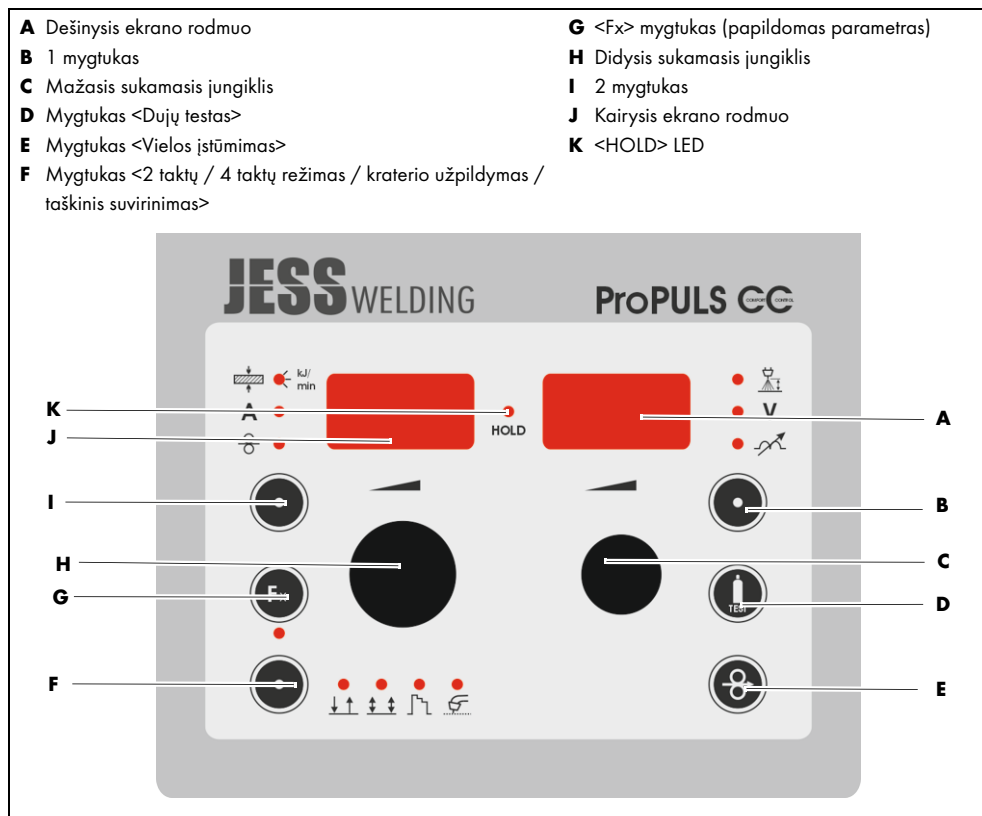 A Dešinysis ekrano rodmuo
B 1 mygtukas
C Mažasis sukamasis jungiklis
D Mygtukas <Dujų testas>
E Mygtukas <Vielos įstūmimas>
F Mygtukas <2 taktų / 4 taktų režimas / kraterio užpildymas /
taškinis suvirinimas>
G <Fx> mygtukas (papildomas parametras)
H Didysis sukamasis jungiklis
I 2 mygtukas
J Kairysis ekrano rodmuo
K <HOLD> LED
JESS WELDING
ProPULS CC
COMFORT CONTROL
kJ/
min
K
A
J
HOLD
V
A
I
B
H
C
G
Fx
TEST
D
F
E